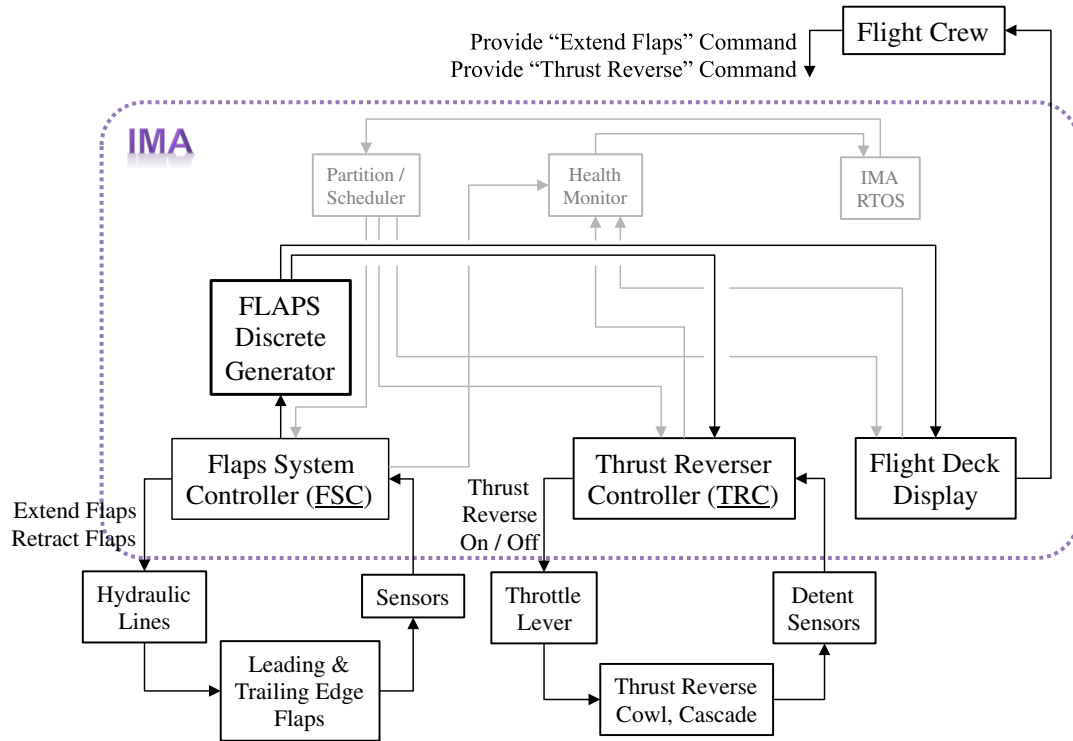 Flight Crew
Provide “Extend Flaps” Command
Provide “Thrust Reverse” Command
IMA
Partition /
Scheduler
Health
Monitor
IMA
RTOS
FLAPS
Discrete
Generator
Flaps System
Controller (FSC)
Thrust Reverser
Controller (TRC)
Flight Deck
Display
Extend Flaps
Retract Flaps
Thrust
Reverse
On / Off
Hydraulic
Lines
Sensors
Throttle
Lever
Detent
Sensors
Leading &
Trailing Edge
Flaps
Thrust Reverse
Cowl, Cascade